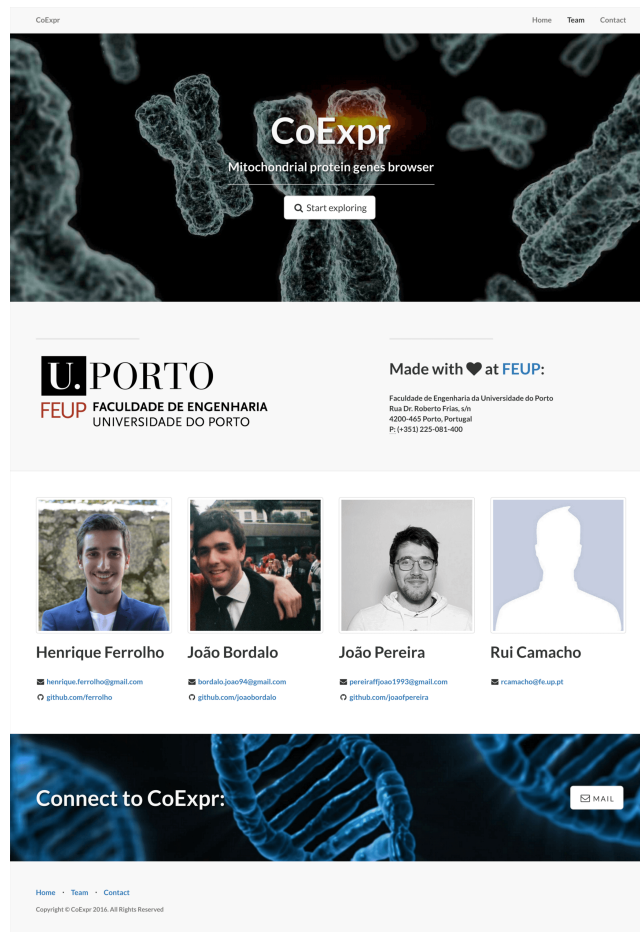 CoExpr
Home Team Contact
CoExpr
Mitochondrial protein genes browser
Start exploring
U. PORTO
FEUP FACULDADE DE ENGENHARIA
UNIVERSIDADE DO PORTO
Made with at FEUP:
Faculdade de Engenharia da Universidade do Porto
Rua Dr. Roberto Frias, s/n
4200-465 Porto, Portugal
P: (+351) 225-081-400
Henrique Ferrolho
henrique.ferrolho@gmail.com
github.com/ferrolho
João Bordalo
bordalo.joao94@gmail.com
github.com/joaobordalo
João Pereira
pereiraffjoao1993@gmail.com
github.com/joaofpereira
Rui Camacho
rcamacho@fe.up.pt
Connect to CoExpr:
MAIL
Home · Team · Contact
Copyright © CoExpr 2016. All Rights Reserved